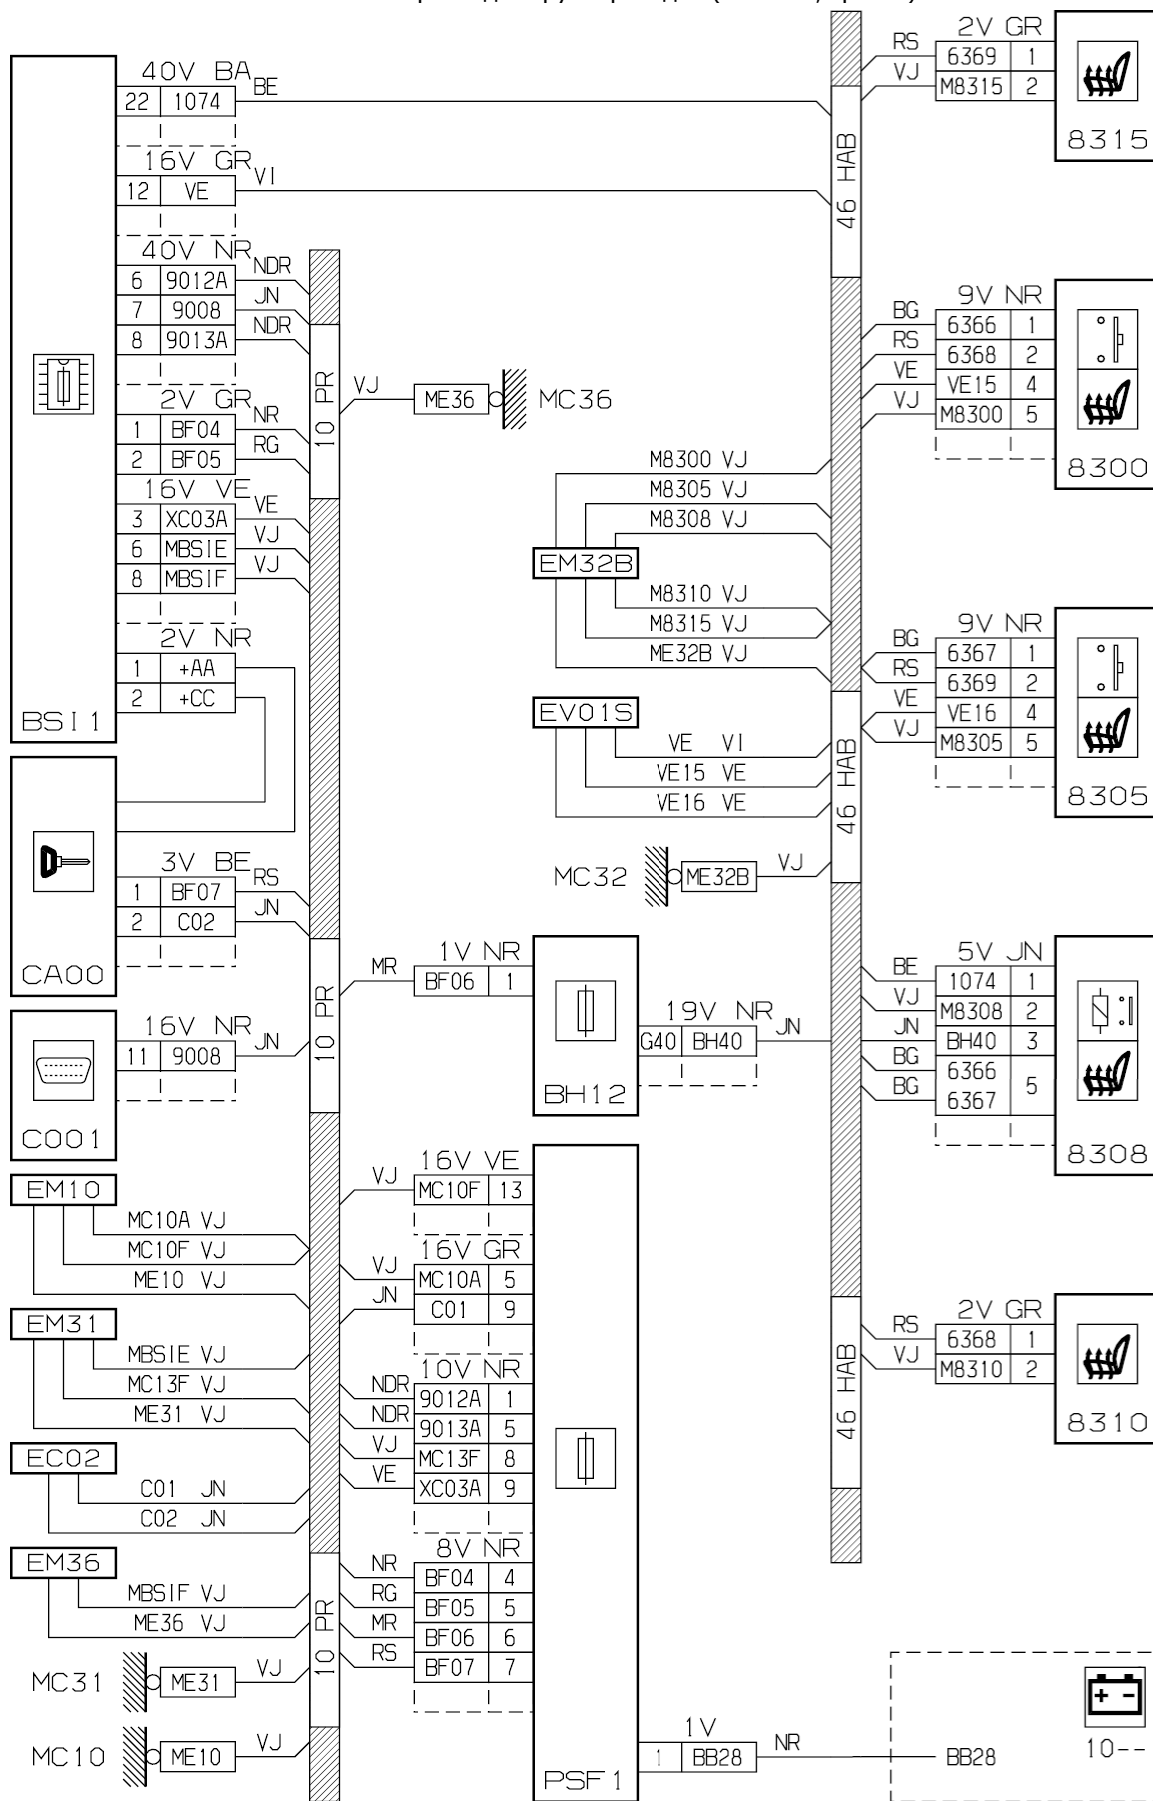 2V GR
RS 6369 1
VJ M8315 2
8315
40V BA
22 1074 BE
16V GR
12 VE VI
46 HAB
40V NR
6 9012A NDR
7 9008 JN
8 9013A NDR
2V GR
1 BF04 NR
2 BF05 RG
16V VE
3 XC03A VE
6 MBSIE VJ
8 MBSIF VJ
2V NR
1 +AA
2 +CC
BSI1
10 PR
VJ ME36 MC36
9V NR
BG 6366 1
RS 6368 2
VE VE15 4
VJ M8300 5
8300
M8300 VJ
M8305 VJ
M8308 VJ
EM32B
M8310 VJ
M8315 VJ
ME32B VJ
EV01S
VE VI
VE15 VE
VE16 VE
46 HAB
9V NR
BG 6367 1
RS 6369 2
VE VE16 4
VJ M8305 5
8305
MC32 ME32B VJ
3V BE
1 BF07 RS
2 C02 JN
CA00
16V NR
11 9008 JN
C001
10 PR
1V NR
MR BF06 1
19V NR
G40 BH40 JN
BH12
5V JN
BE 1074 1
VJ M8308 2
JN BH40 3
BG 6366
BG 6367 5
8308
EM10
MC10A VJ
MC10F VJ
ME10 VJ
EM31
MBSIE VJ
MC13F VJ
ME31 VJ
EC02
C01 JN
C02 JN
EM36
MBSIF VJ
ME36 VJ
MC31 ME31 VJ
MC10 ME10 VJ
10 PR
16V VE
VJ MC10F 13
16V GR
VJ MC10A 5
JN C01 9
10V NR
NDR 9012A 1
NDR 9013A 5
VJ MC13F 8
VE XC03A 9
8V NR
NR BF04 4
RG BF05 5
MR BF06 6
RS BF07 7
1V
1 BB28 NR
PSF1
46 HAB
2V GR
RS 6368 1
VJ M8310 2
8310
BB28
10--